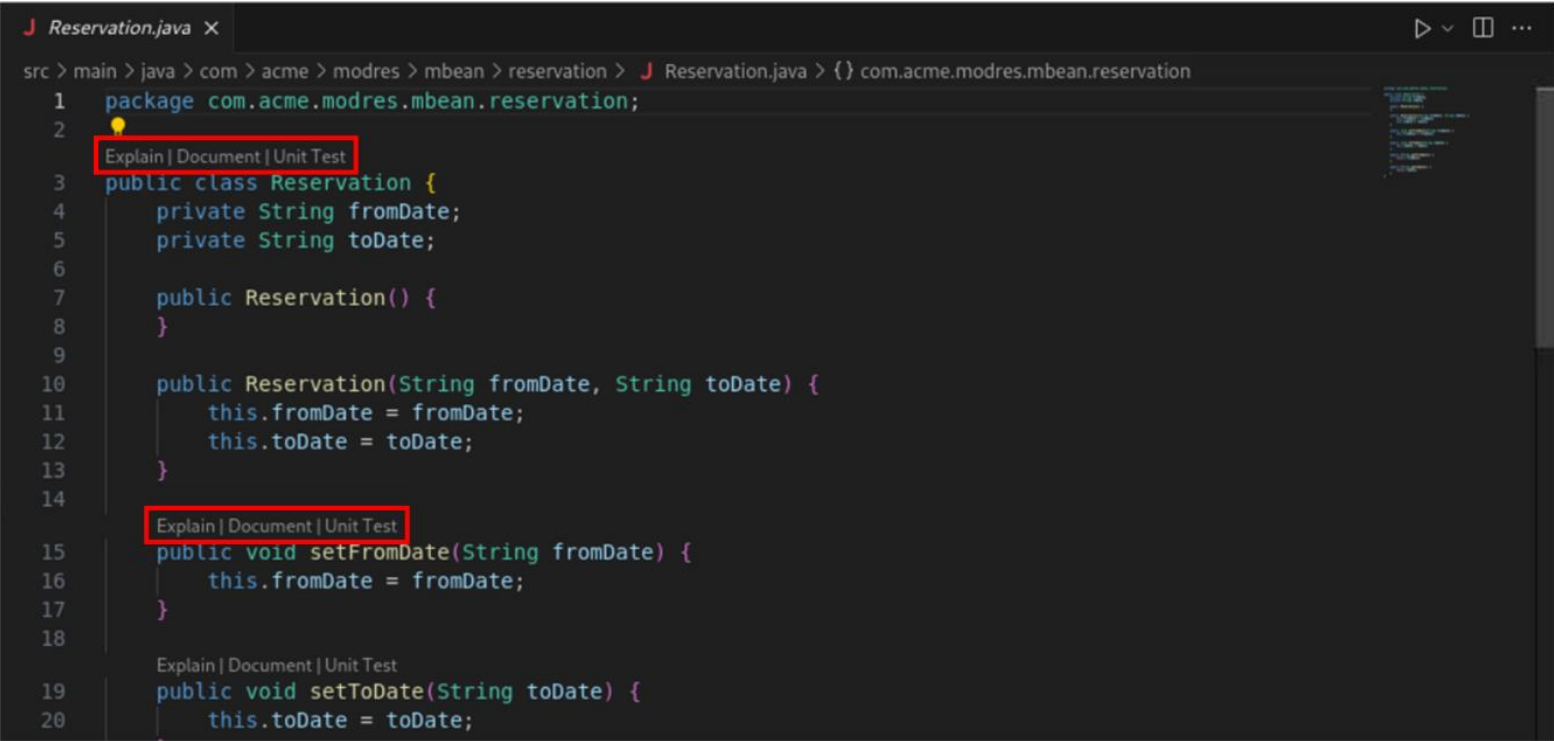 J Reservation.java ×
src > main > java > com > acme > modres > mbean > reservation > J Reservation.java > {} com.acme.modres.mbean.reservation
1 package com.acme.modres.mbean.reservation;
2
Explain | Document | Unit Test
3 public class Reservation {
4 private String fromDate;
5 private String toDate;
6
7 public Reservation() {
8 }
9
10 public Reservation(String fromDate, String toDate) {
11 this.fromDate = fromDate;
12 this.toDate = toDate;
13 }
14
Explain | Document | Unit Test
15 public void setFromDate(String fromDate) {
16 this.fromDate = fromDate;
17 }
18
Explain | Document | Unit Test
19 public void setToDate(String toDate) {
20 this.toDate = toDate;